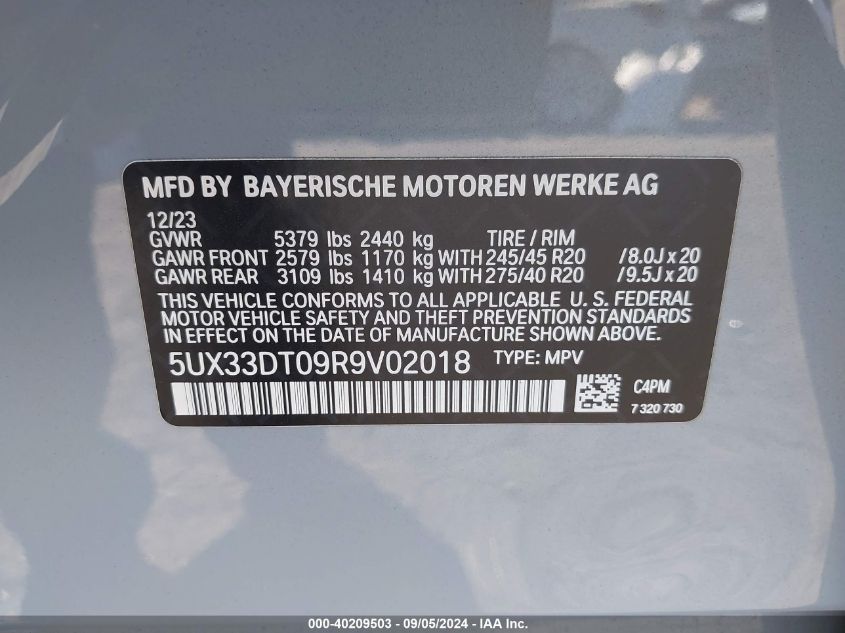 MFD BY BAYERISCHE MOTOREN WERKE AG
12/23
GVWR 5379 lbs 2440 kg TIRE / RIM
GAWR FRONT 2579 lbs 1170 kg WITH 245/45 R20 /8.0J x 20
GAWR REAR 3109 lbs 1410 kg WITH 275/40 R20 /9.5J x 20
THIS VEHICLE CONFORMS TO ALL APPLICABLE U. S. FEDERAL
MOTOR VEHICLE SAFETY AND THEFT PREVENTION STANDARDS
IN EFFECT ON THE DATE OF MANUFACTURE SHOWN ABOVE.
5UX33DT09R9V02018 TYPE: MPV
C4PM
7 320 730
000-40209503 - 09/05/2024 - IAA Inc.